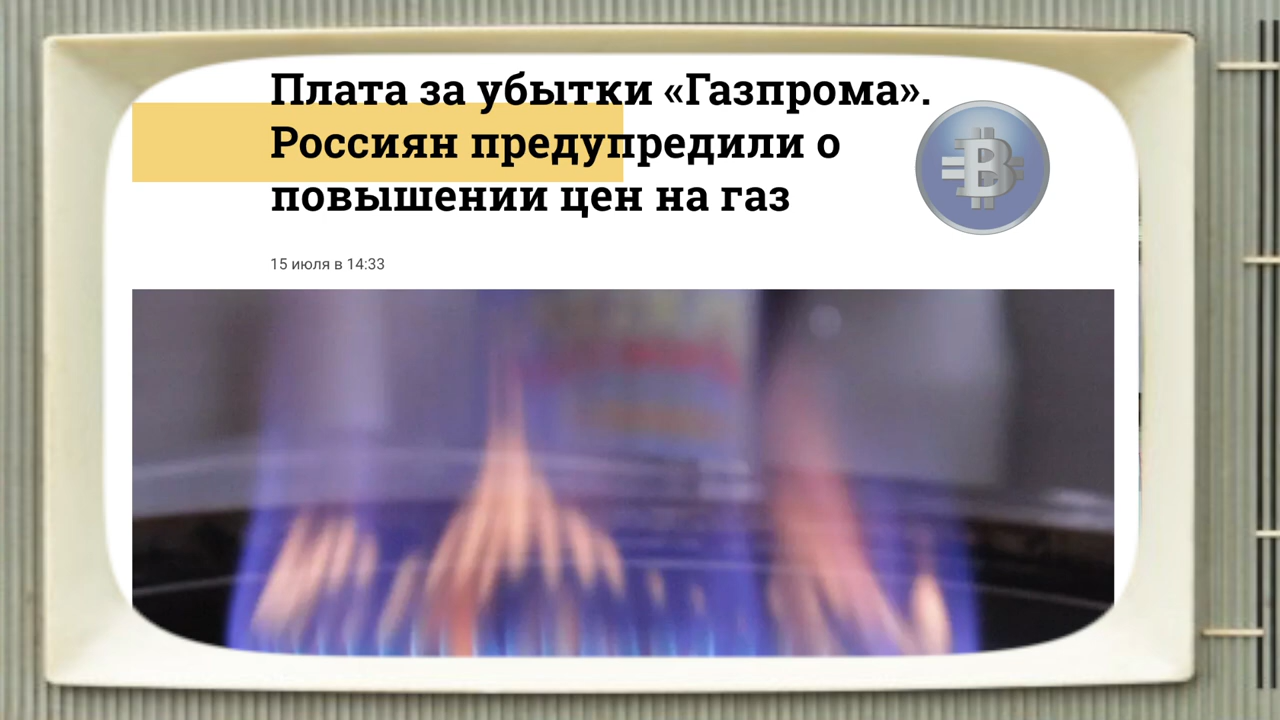 Плата за убытки «Газпрома».
Россиян предупредили о
повышении цен на газ
15 июля в 14:33